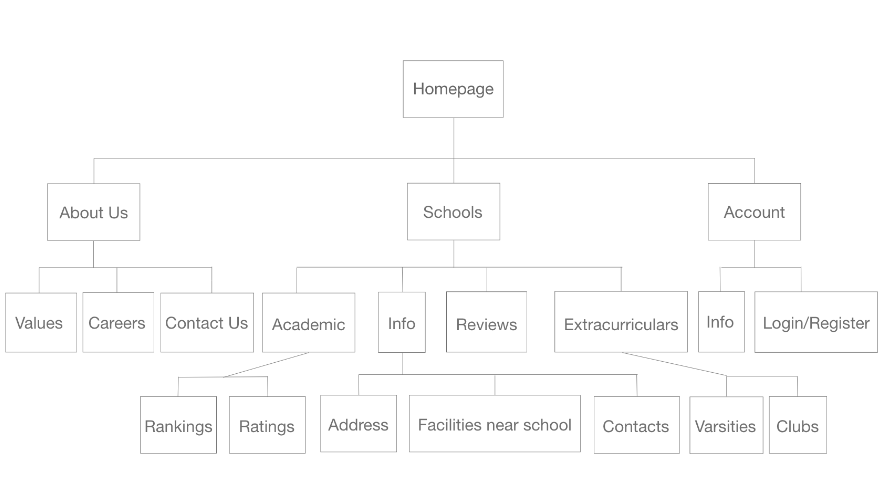 Homepage
About Us
Schools
Account
Values
Careers
Contact Us
Academic
Info
Reviews
Extracurriculars
Info
Login/Register
Rankings
Ratings
Address
Facilities near school
Contacts
Varsities
Clubs